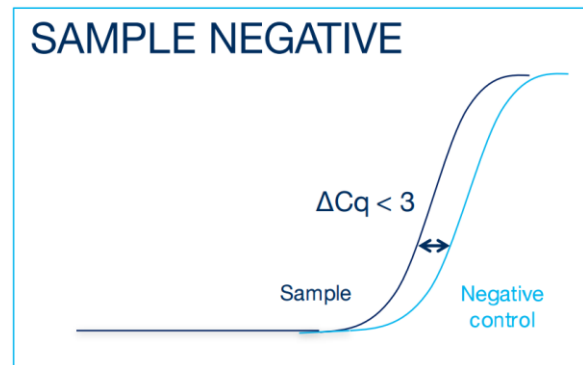 SAMPLE NEGATIVE
ΔCq < 3
Sample
Negative
control